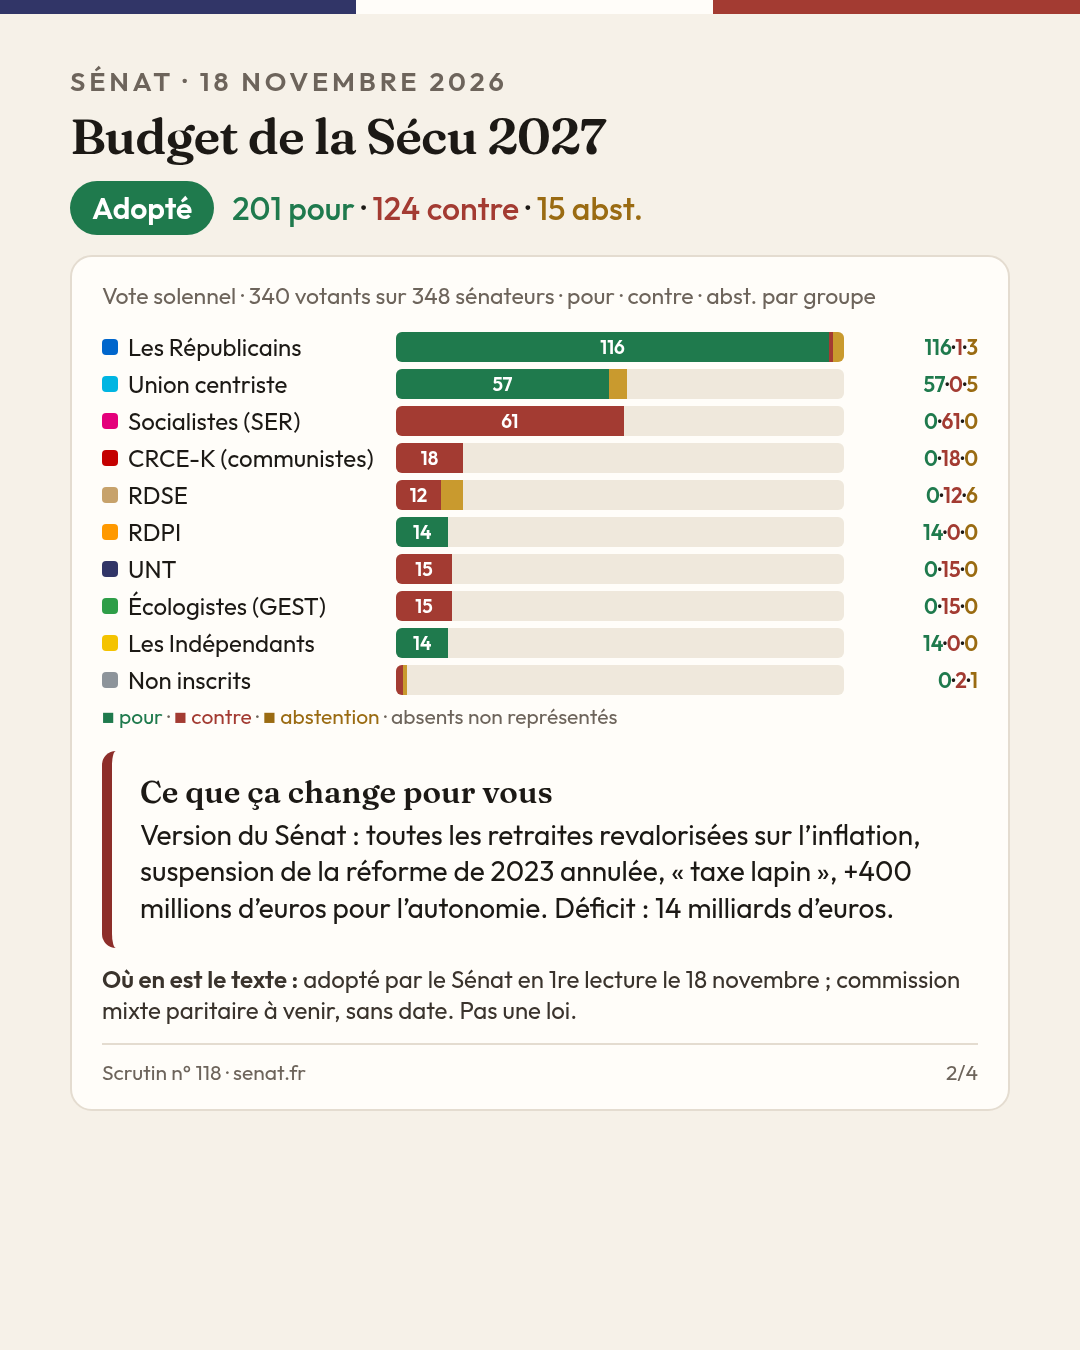 SÉNAT · 18 NOVEMBRE 2026
Budget de la Sécu 2027
Adopté 201 pour · 124 contre · 15 abst.
Vote solennel · 340 votants sur 348 sénateurs · pour · contre · abst. par groupe
Les Républicains 116 116·1·3
Union centriste 57 57·0·5
Socialistes (SER) 61 0·61·0
CRCE-K (communistes) 18 0·18·0
RDSE 12 0·12·6
RDPI 14 14·0·0
UNT 15 0·15·0
Écologistes (GEST) 15 0·15·0
Les Indépendants 14 14·0·0
Non inscrits 0·2·1
■ pour · ■ contre · ■ abstention · absents non représentés
Ce que ça change pour vous
Version du Sénat : toutes les retraites revalorisées sur l’inflation,
suspension de la réforme de 2023 annulée, « taxe lapin », +400
millions d’euros pour l’autonomie. Déficit : 14 milliards d’euros.
Où en est le texte : adopté par le Sénat en 1re lecture le 18 novembre ; commission
mixte paritaire à venir, sans date. Pas une loi.
Scrutin n° 118 · senat.fr 2/4